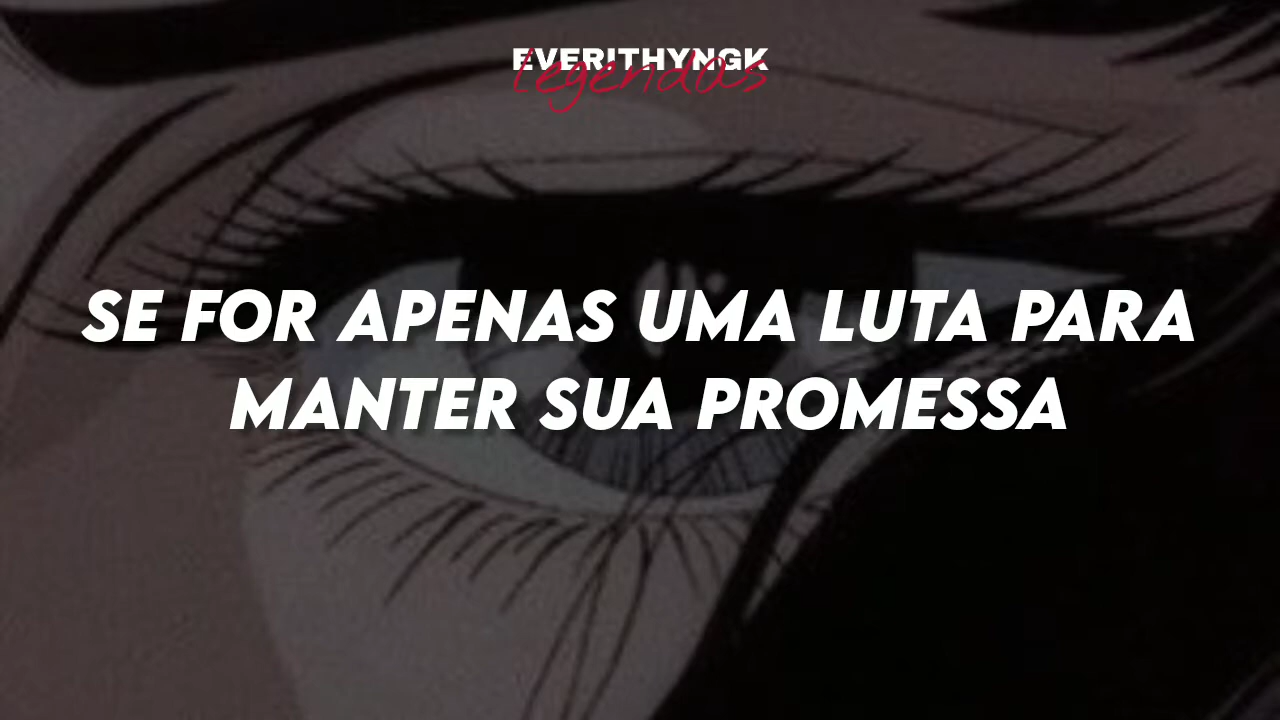 EVERITHYNGK
legendas
SE FOR APENAS UMA LUTA PARA
MANTER SUA PROMESSA